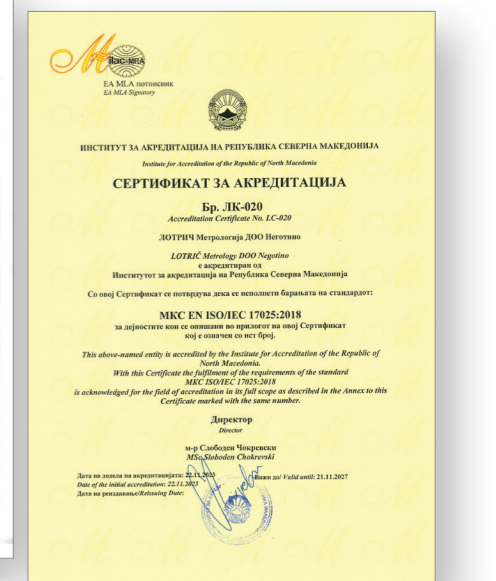 ilac-MRA
ЕА MLA потписник
EA MLA Signatory
ИНСТИТУТ ЗА АКРЕДИТАЦИЈА НА РЕПУБЛИКА СЕВЕРНА МАКЕДОНИЈА
Institute for Accreditation of the Republic of North Macedonia
СЕРТИФИКАТ ЗА АКРЕДИТАЦИЈА
Бр. ЛК-020
Accreditation Certificate No. LC-020
ЛОТРИЧ Метрологија ДОО Неготино
LOTRIČ Metrology DOO Negotino
е акредитиран од
Институтот за акредитација на Република Северна Македонија
Со овој Сертификат се потврдува дека се исполнети барањата на стандардот:
МКС EN ISO/IEC 17025:2018
за дејностите кои се опишани во прилогот на овој Сертификат
кој е означен со ист број.
This above-named entity is accredited by the Institute for Accreditation of the Republic of
North Macedonia.
With this Certificate the fulfilment of the requirements of the standard
MKC ISO/IEC 17025:2018
is acknowledged for the field of accreditation in its full scope as described in the Annex to this
Certificate marked with the same number.
Директор
Director
м-р Слободен Чокревски
MSc Sloboden Chokrevski
Дата на додела на акредитацијата: 22.11.2023 Важи до/ Valid until: 21.11.2027
Date of the initial accreditation: 22.11.2023
Дата на реиздавање/Reissuing Date: